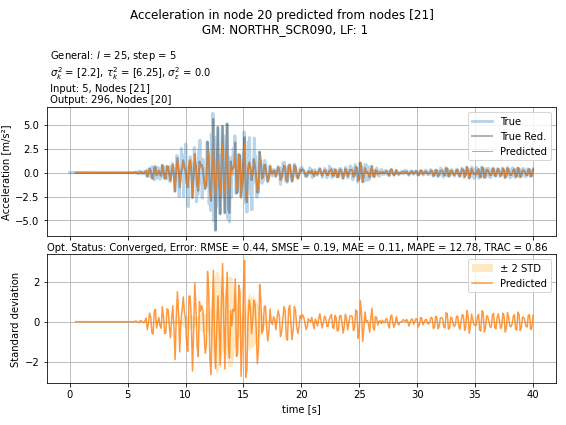 Acceleration in node 20 predicted from nodes [21]
GM: NORTHR_SCR090, LF: 1
General: l = 25, step = 5
σ²ₖ = [2.2], τ²ₖ = [6.25], σ²ε = 0.0
Input: 5, Nodes [21]
Output: 296, Nodes [20]
Acceleration [m/s²]
5.0
2.5
0.0
−2.5
−5.0
True
True Red.
Predicted
Opt. Status: Converged, Error: RMSE = 0.44, SMSE = 0.19, MAE = 0.11, MAPE = 12.78, TRAC = 0.86
Standard deviation
2
0
−2
± 2 STD
Predicted
0 5 10 15 20 25 30 35 40
time [s]